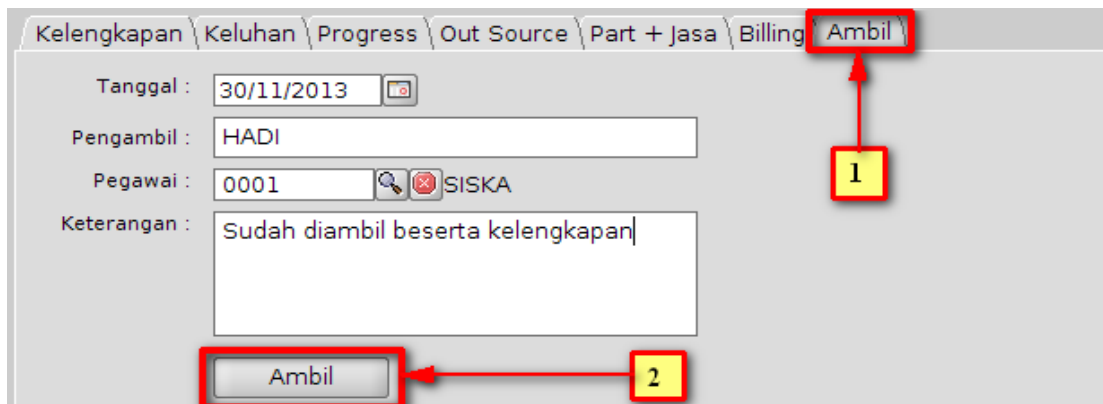 Kelengkapan Keluhan Progress Out Source Part + Jasa Billing Ambil
Tanggal : 30/11/2013
Pengambil : HADI
1
Pegawai : 0001 SISKA
Keterangan : Sudah diambil beserta kelengkapan
Ambil 2